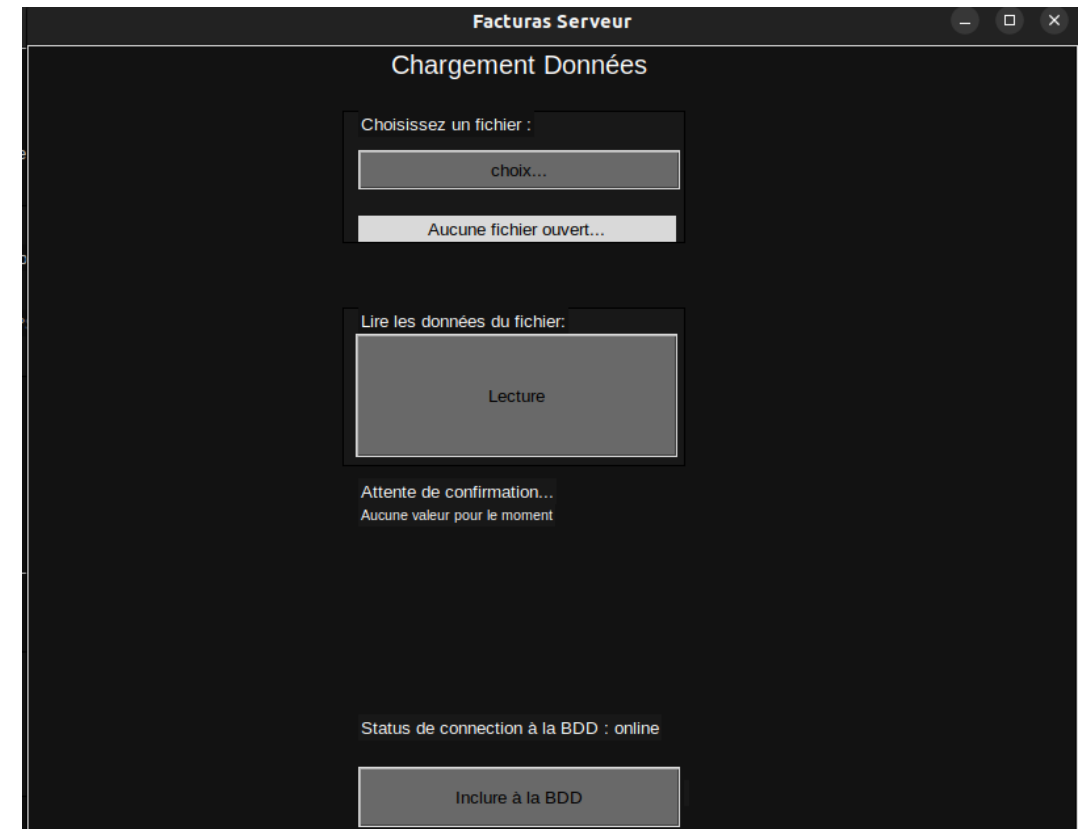 Facturas Serveur
Chargement Données
Choisissez un fichier :
choix...
Aucune fichier ouvert...
Lire les données du fichier:
Lecture
Attente de confirmation...
Aucune valeur pour le moment
Status de connection à la BDD : online
Inclure à la BDD